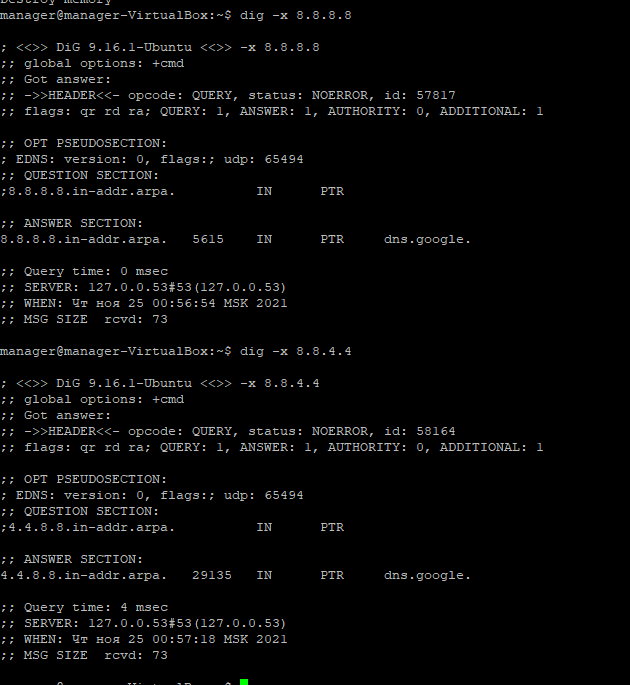 manager@manager-VirtualBox:~$ dig -x 8.8.8.8
; <<>> DiG 9.16.1-Ubuntu <<>> -x 8.8.8.8
;; global options: +cmd
;; Got answer:
;; ->>HEADER<<- opcode: QUERY, status: NOERROR, id: 57817
;; flags: qr rd ra; QUERY: 1, ANSWER: 1, AUTHORITY: 0, ADDITIONAL: 1
;; OPT PSEUDOSECTION:
; EDNS: version: 0, flags:; udp: 65494
;; QUESTION SECTION:
;8.8.8.8.in-addr.arpa. IN PTR
;; ANSWER SECTION:
8.8.8.8.in-addr.arpa. 5615 IN PTR dns.google.
;; Query time: 0 msec
;; SERVER: 127.0.0.53#53(127.0.0.53)
;; WHEN: Чт ноя 25 00:56:54 MSK 2021
;; MSG SIZE rcvd: 73
manager@manager-VirtualBox:~$ dig -x 8.8.4.4
; <<>> DiG 9.16.1-Ubuntu <<>> -x 8.8.4.4
;; global options: +cmd
;; Got answer:
;; ->>HEADER<<- opcode: QUERY, status: NOERROR, id: 58164
;; flags: qr rd ra; QUERY: 1, ANSWER: 1, AUTHORITY: 0, ADDITIONAL: 1
;; OPT PSEUDOSECTION:
; EDNS: version: 0, flags:; udp: 65494
;; QUESTION SECTION:
;4.4.8.8.in-addr.arpa. IN PTR
;; ANSWER SECTION:
4.4.8.8.in-addr.arpa. 29135 IN PTR dns.google.
;; Query time: 4 msec
;; SERVER: 127.0.0.53#53(127.0.0.53)
;; WHEN: Чт ноя 25 00:57:18 MSK 2021
;; MSG SIZE rcvd: 73